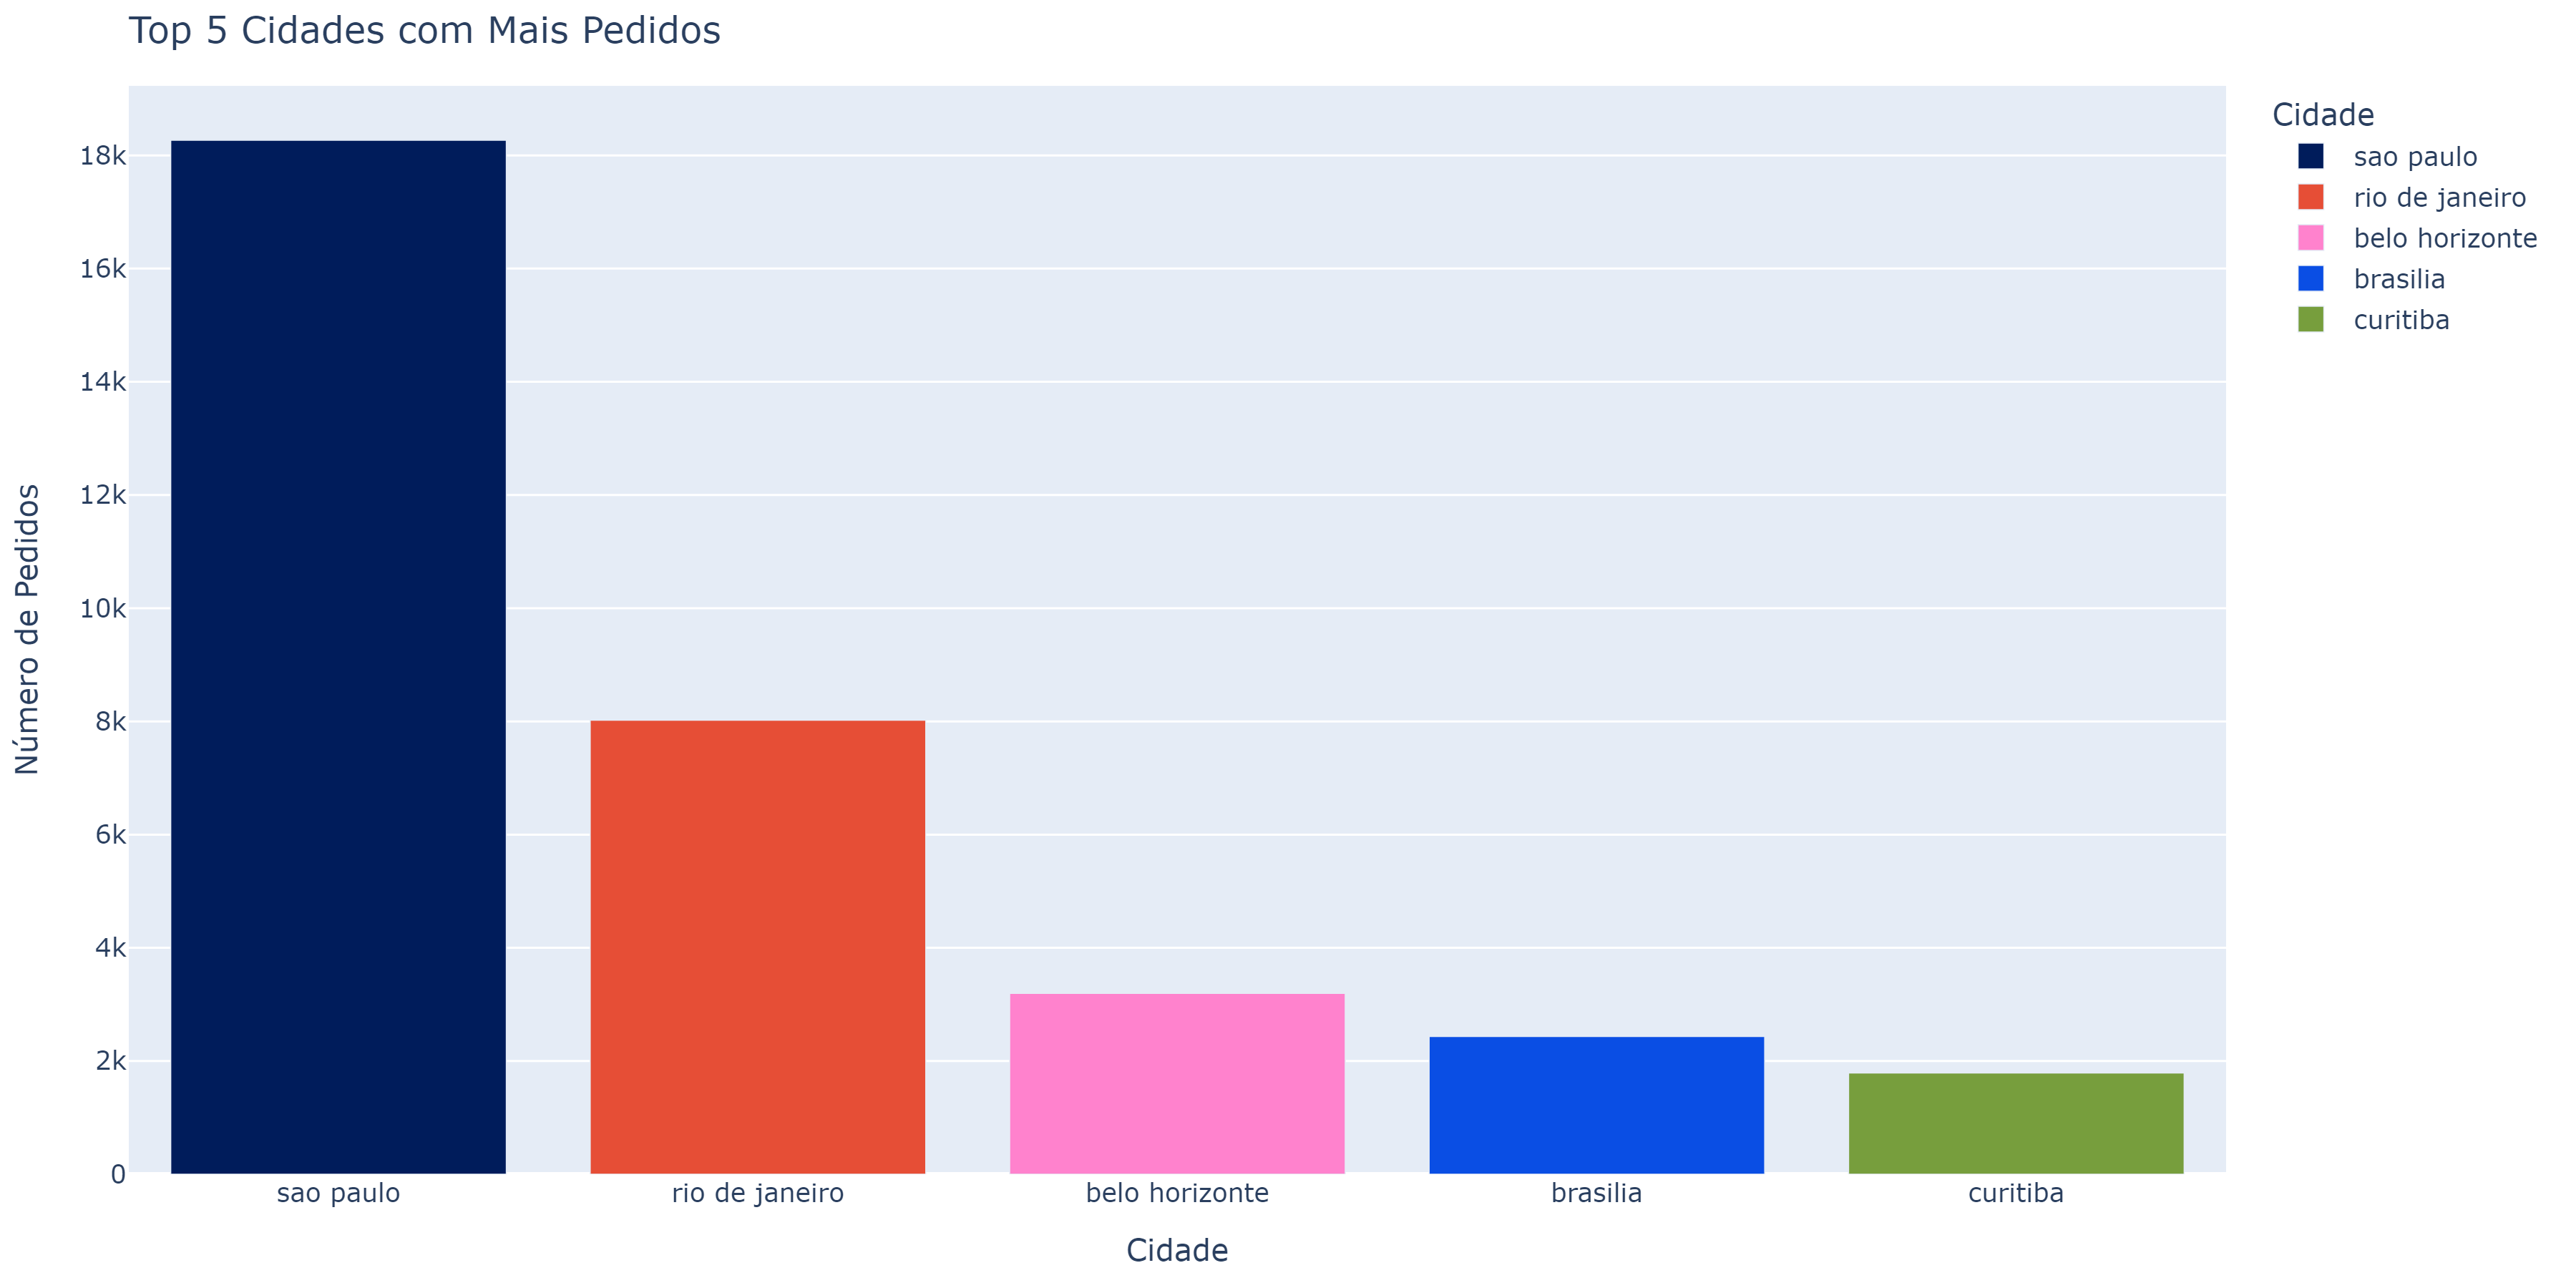 Top 5 Cidades com Mais Pedidos
Número de Pedidos
18k
16k
14k
12k
10k
8k
6k
4k
2k
0
sao paulo
rio de janeiro
belo horizonte
brasilia
curitiba
Cidade
Cidade
sao paulo
rio de janeiro
belo horizonte
brasilia
curitiba